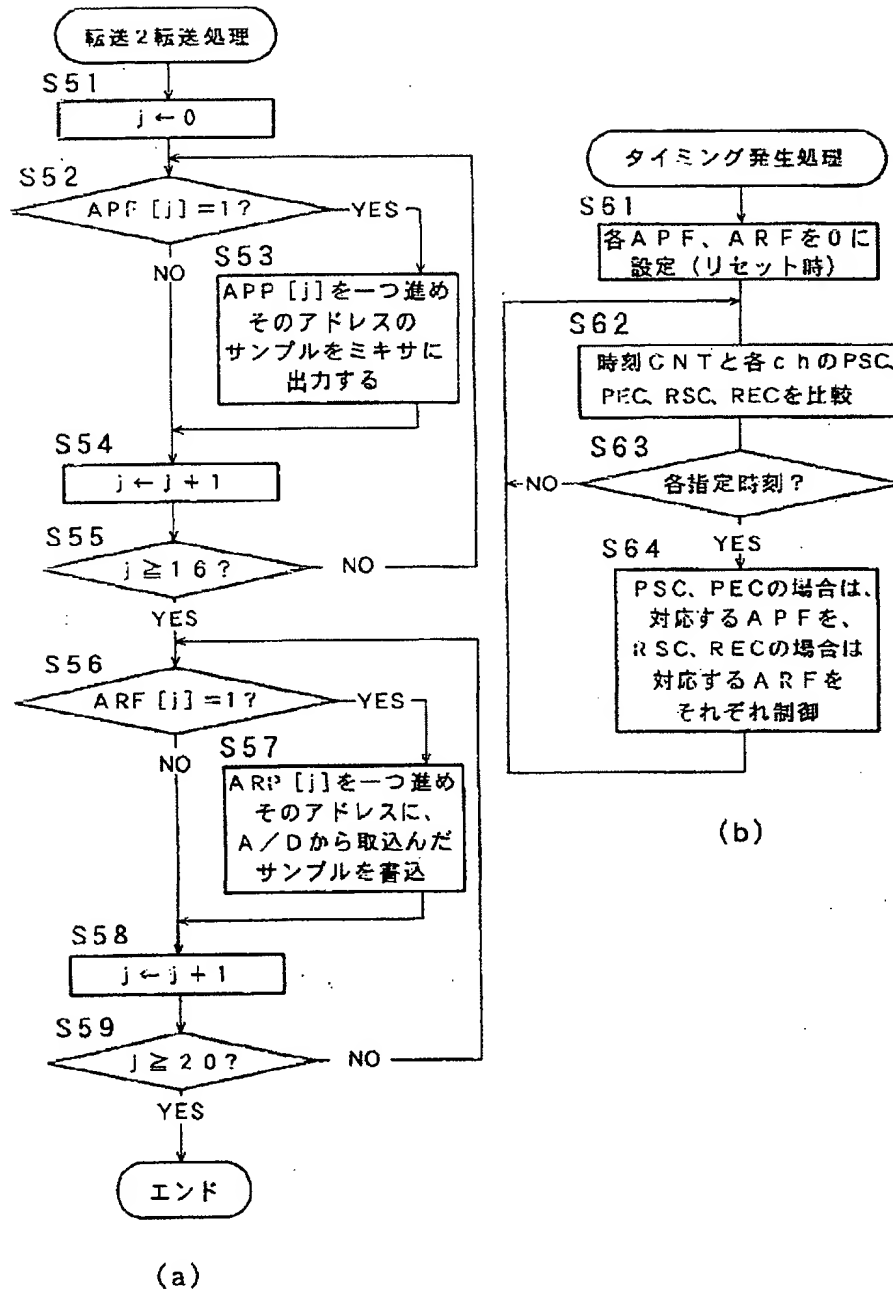 転送2転送処理
S51
j←0
S52
APF[j]=1?
YES
NO
S53
APP[j]を一つ進め
そのアドレスの
サンプルをミキサに
出力する
S54
j←j+1
S55
j≧16?
NO
YES
S56
ARF[j]=1?
YES
NO
S57
ARP[j]を一つ進め
そのアドレスに、
A/Dから取込んだ
サンプルを書込
S58
j←j+1
S59
j≧20?
NO
YES
エンド
(a)
タイミング発生処理
S61
各APF、ARFを0に
設定(リセット時)
S62
時刻CNTと各chのPSC、
PEC、RSC、RECを比較
S63
各指定時刻?
NO
YES
S64
PSC、PECの場合は、
対応するAPFを、
RSC、RECの場合は
対応するARFを
それぞれ制御
(b)